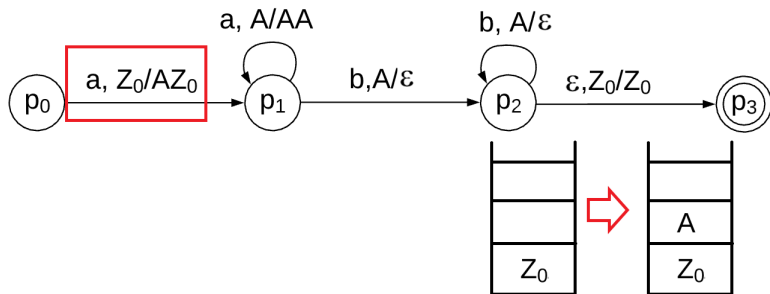 a, A/AA
b, A/ε
p₀
a, Z₀/AZ₀
p₁
b,A/ε
p₂
ε,Z₀/Z₀
p₃
A
Z₀
Z₀